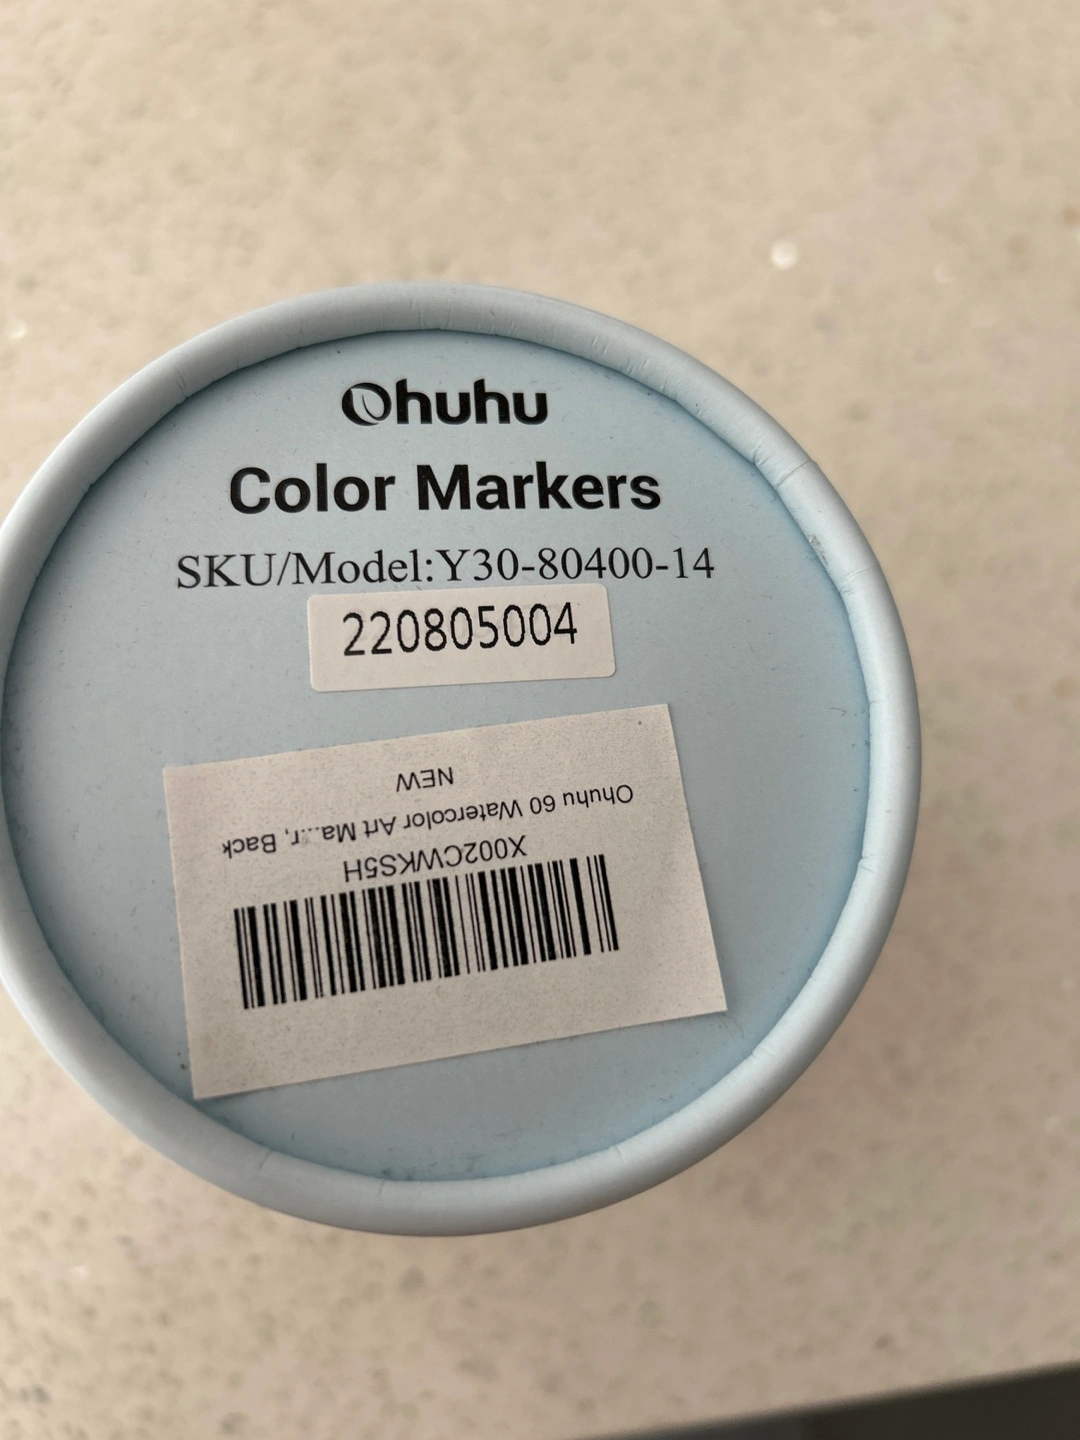 Ohuhu
Color Markers
SKU/Model:Y30-80400-14
220805004
X002CWKS5H
Ohuhu 60 Watercolor Art Ma...r, Back
NEW